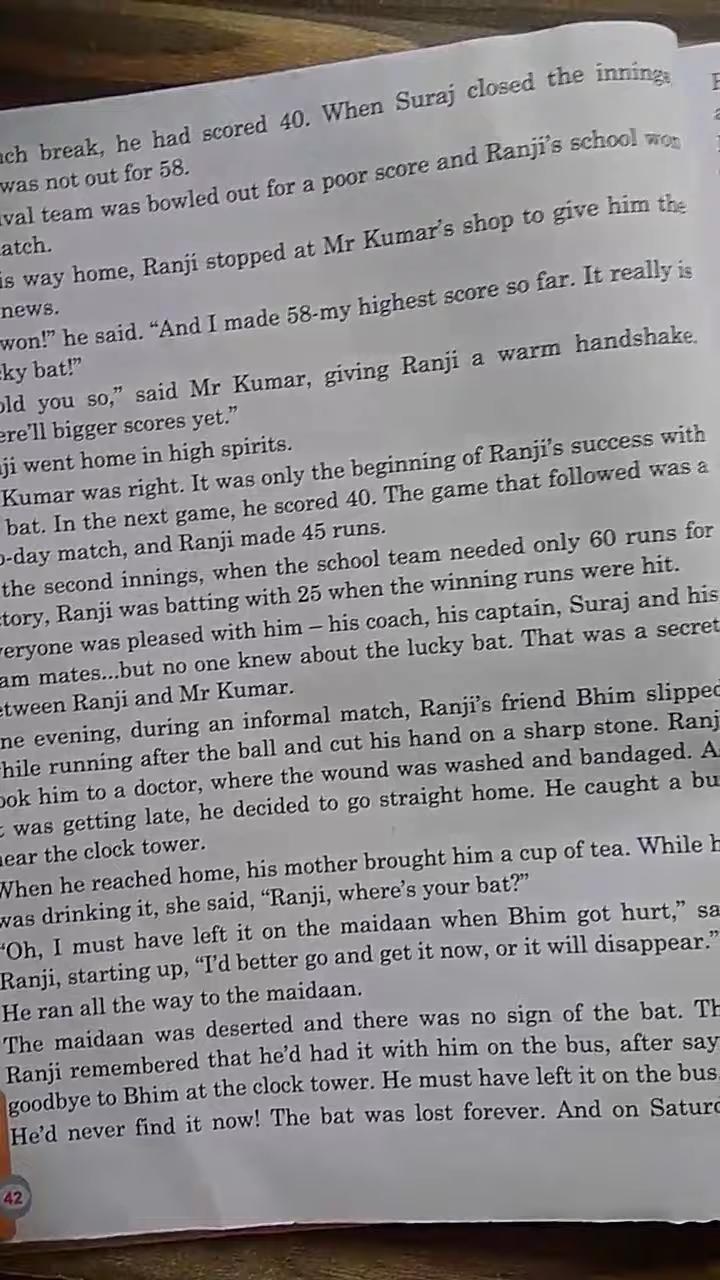 ch break, he had scored 40. When Suraj closed the innings
was not out for 58.
val team was bowled out for a poor score and Ranji's school won
atch.
is way home, Ranji stopped at Mr Kumar's shop to give him the
news.
won!" he said. "And I made 58-my highest score so far. It really is
ky bat!"
old you so," said Mr Kumar, giving Ranji a warm handshake.
ere'll bigger scores yet."
ji went home in high spirits.
Kumar was right. It was only the beginning of Ranji's success with
bat. In the next game, he scored 40. The game that followed was a
o-day match, and Ranji made 45 runs.
the second innings, when the school team needed only 60 runs for
tory, Ranji was batting with 25 when the winning runs were hit.
veryone was pleased with him – his coach, his captain, Suraj and his
am mates...but no one knew about the lucky bat. That was a secret
etween Ranji and Mr Kumar.
ne evening, during an informal match, Ranji's friend Bhim slipped
hile running after the ball and cut his hand on a sharp stone. Ranj
ook him to a doctor, where the wound was washed and bandaged. A
t was getting late, he decided to go straight home. He caught a bu
near the clock tower.
When he reached home, his mother brought him a cup of tea. While h
was drinking it, she said, "Ranji, where's your bat?"
"Oh, I must have left it on the maidaan when Bhim got hurt," sa
Ranji, starting up, "I'd better go and get it now, or it will disappear."
He ran all the way to the maidaan.
The maidaan was deserted and there was no sign of the bat. Th
Ranji remembered that he'd had it with him on the bus, after say
goodbye to Bhim at the clock tower. He must have left it on the bus
He'd never find it now! The bat was lost forever. And on Saturd
42